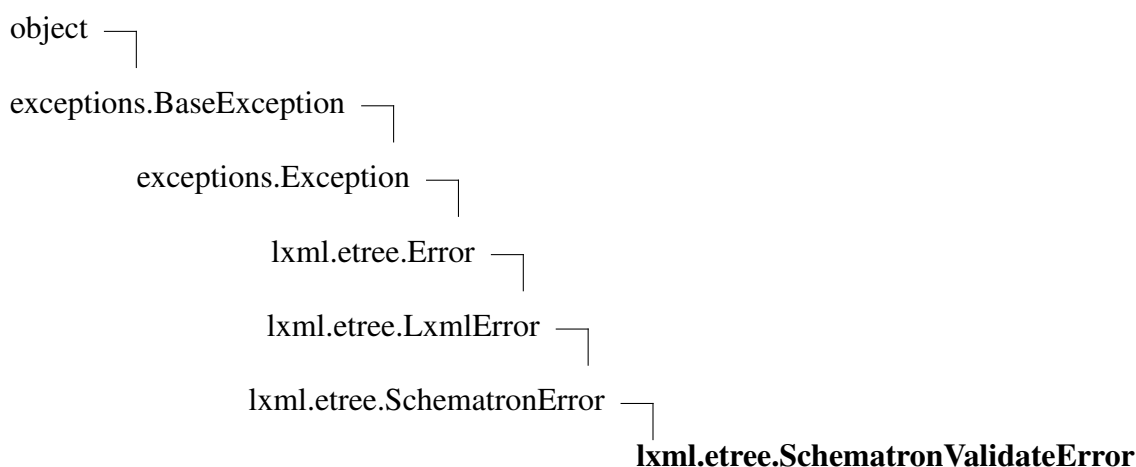 object
exceptions.BaseException
exceptions.Exception
lxml.etree.Error
lxml.etree.LxmlError
lxml.etree.SchematronError
lxml.etree.SchematronValidateError